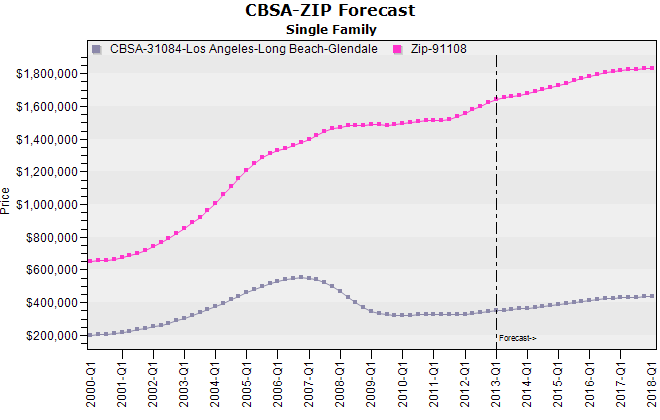 CBSA-ZIP Forecast
Single Family
CBSA-31084-Los Angeles-Long Beach-Glendale
Zip-91108
$1,800,000
$1,600,000
$1,400,000
$1,200,000
$1,000,000
$800,000
$600,000
$400,000
$200,000
Price
Forecast->
2000-Q1
2001-Q1
2002-Q1
2003-Q1
2004-Q1
2005-Q1
2006-Q1
2007-Q1
2008-Q1
2009-Q1
2010-Q1
2011-Q1
2012-Q1
2013-Q1
2014-Q1
2015-Q1
2016-Q1
2017-Q1
2018-Q1